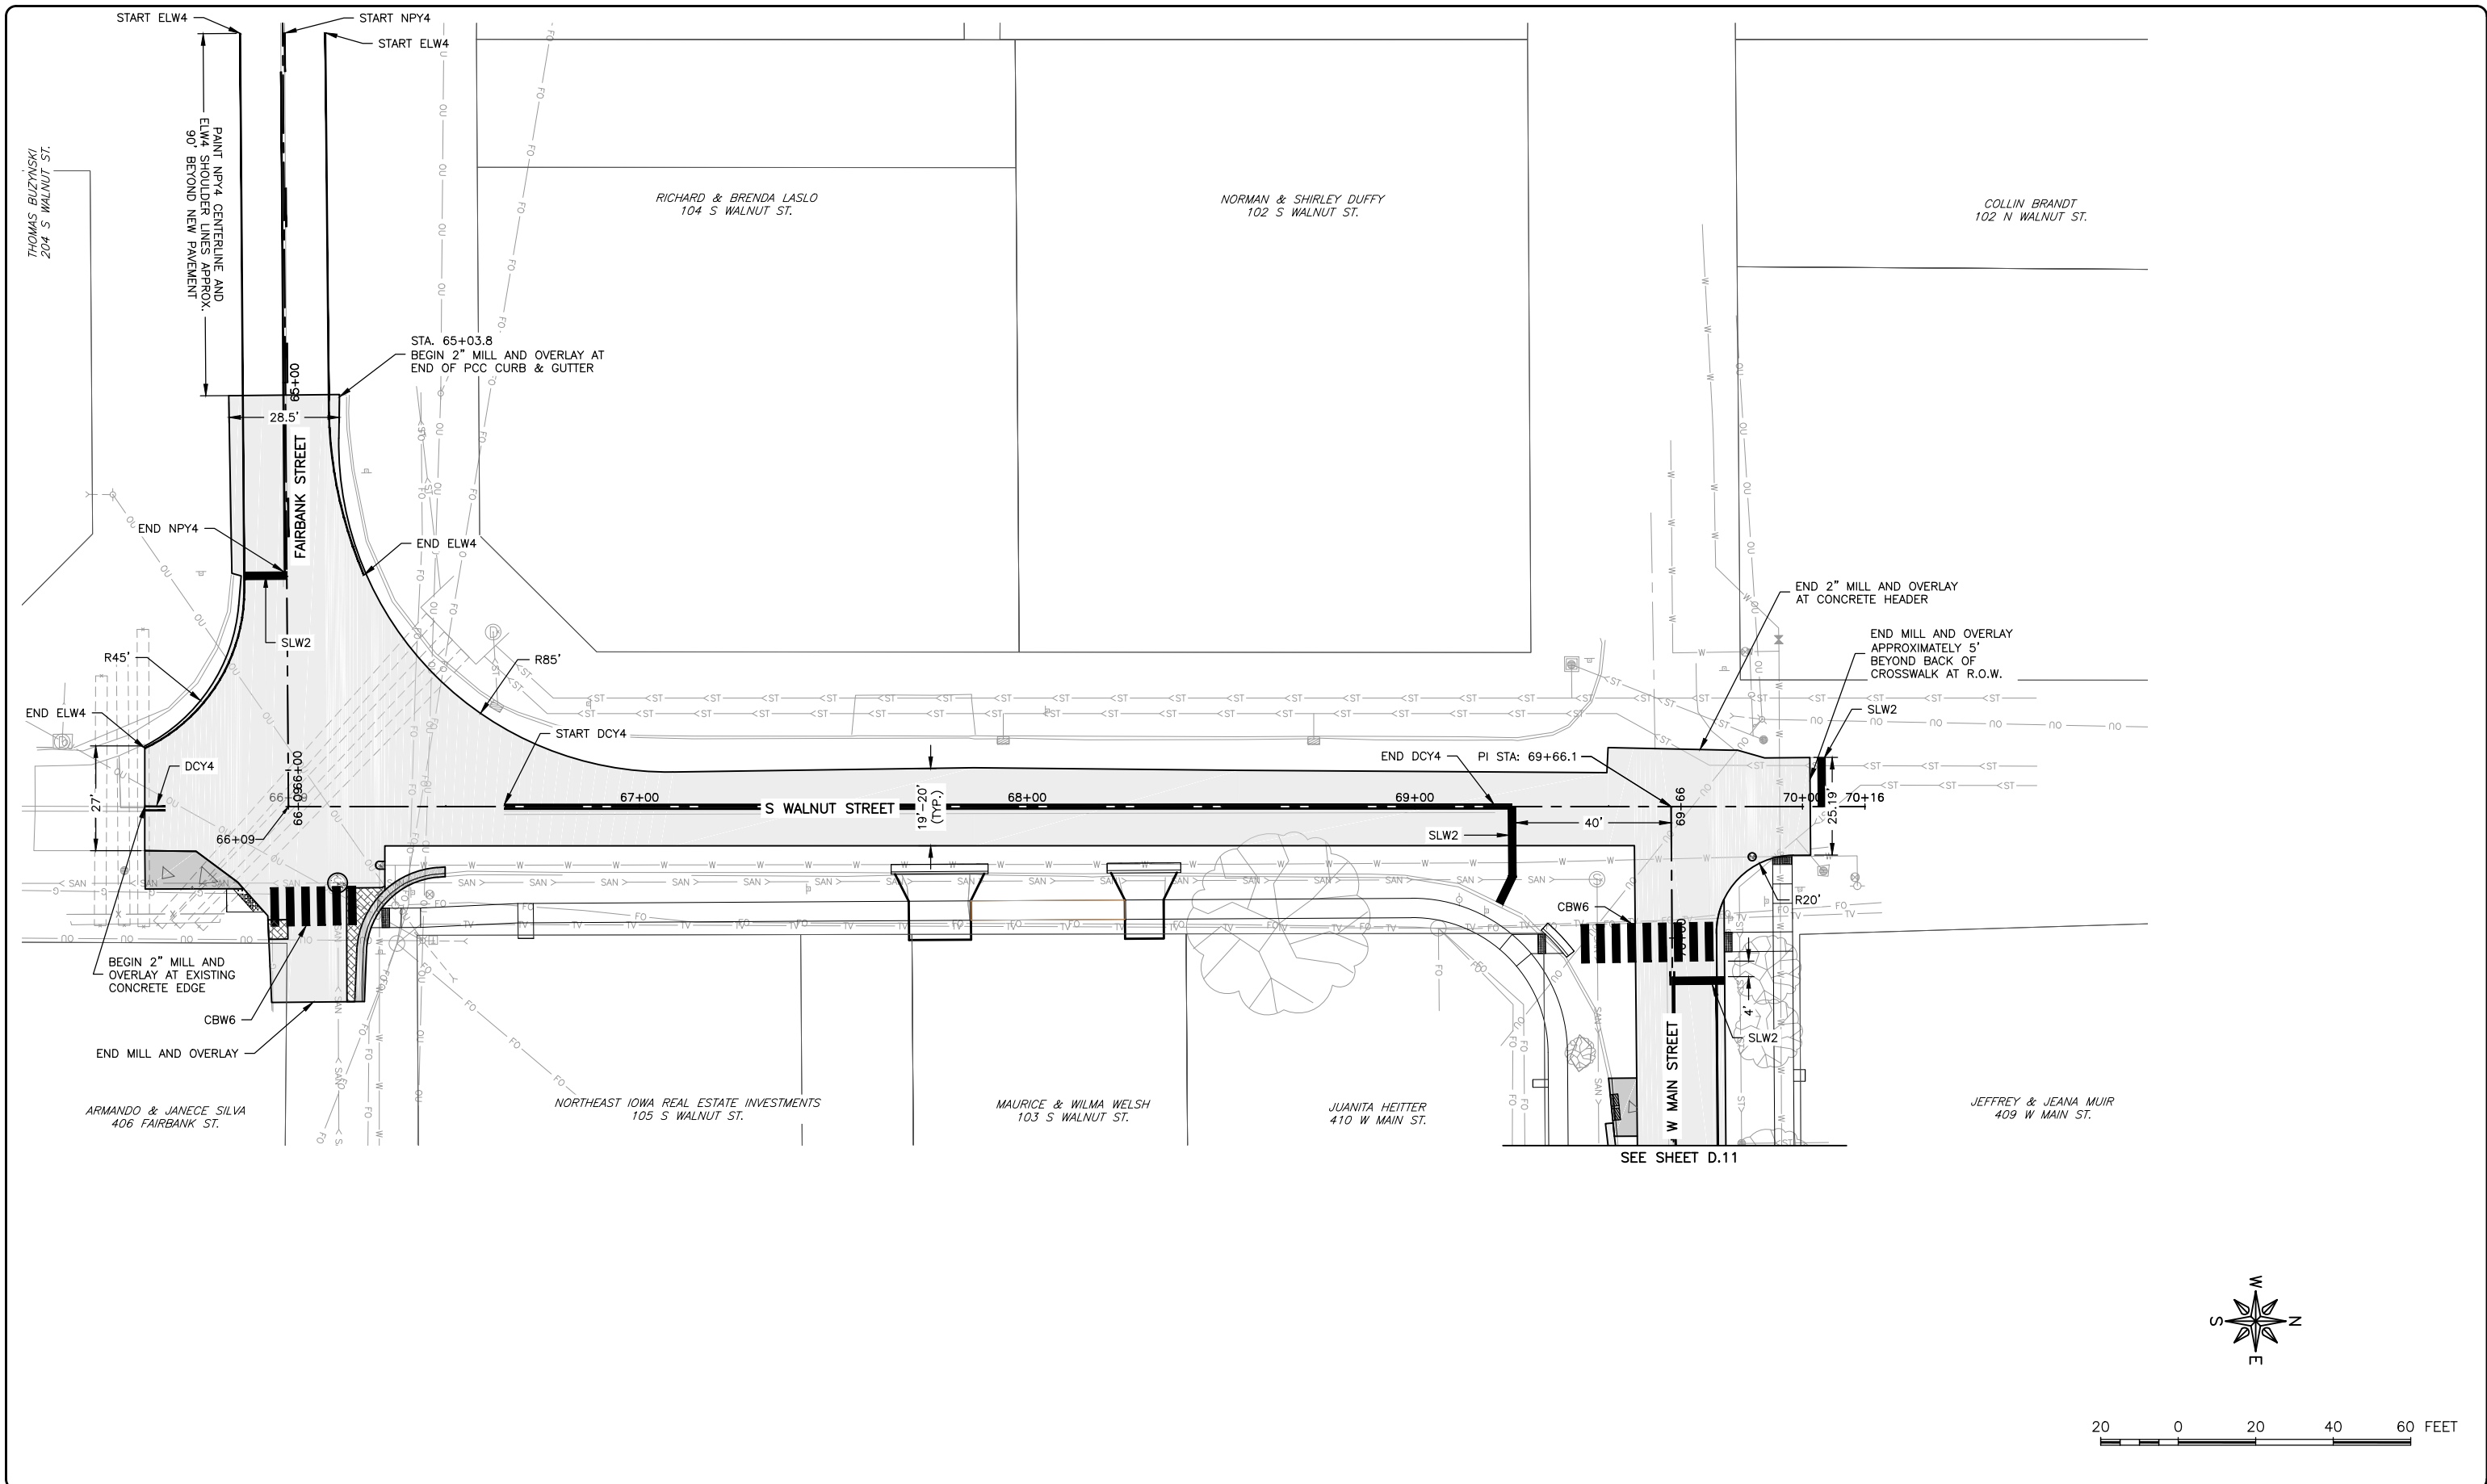 START ELW4
START NPY4
START ELW4
PAINT NPY4 CENTERLINE AND
ELW4 SHOULDER LINES APPROX.
90' BEYOND NEW PAVEMENT
THOMAS BUZYNSKI
204 S WALNUT ST.
RICHARD & BRENDA LASLO
104 S WALNUT ST.
NORMAN & SHIRLEY DUFFY
102 S WALNUT ST.
COLLIN BRANDT
102 N WALNUT ST.
STA. 65+03.8
BEGIN 2" MILL AND OVERLAY AT
END OF PCC CURB & GUTTER
65+00
28.5'
FAIRBANK STREET
END NPY4
END ELW4
SLW2
R45'
R85'
END ELW4
START DCY4
DCY4
27'
66+00
66+09
66+09
66+09
67+00
S WALNUT STREET
19'-20'
(TYP.)
68+00
69+00
END DCY4
PI STA: 69+66.1
END 2" MILL AND OVERLAY
AT CONCRETE HEADER
END MILL AND OVERLAY
APPROXIMATELY 5'
BEYOND BACK OF
CROSSWALK AT R.O.W.
SLW2
69+66
70+00
70+16
25.19'
SLW2
40'
R20'
CBW6
70+00
4'
SLW2
W MAIN STREET
BEGIN 2" MILL AND
OVERLAY AT EXISTING
CONCRETE EDGE
CBW6
END MILL AND OVERLAY
ARMANDO & JANECE SILVA
406 FAIRBANK ST.
NORTHEAST IOWA REAL ESTATE INVESTMENTS
105 S WALNUT ST.
MAURICE & WILMA WELSH
103 S WALNUT ST.
JUANITA HEITTER
410 W MAIN ST.
JEFFREY & JEANA MUIR
409 W MAIN ST.
SEE SHEET D.11
W
S
N
E
20 0 20 40 60 FEET